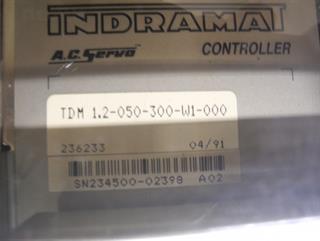 INDRAMAT
A.C. Servo CONTROLLER
TDM 1.2-050-300-W1-000
236233 04/91
SN234500-02398 A02